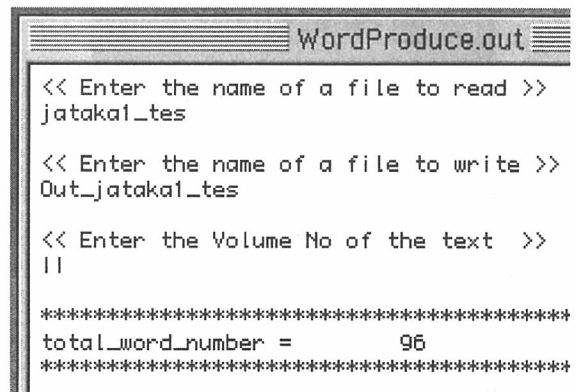 WordProduce.out
<< Enter the name of a file to read >>
jataka1_tes
<< Enter the name of a file to write >>
Out_jataka1_tes
<< Enter the Volume No of the text  >>
II
******************************************
total_word_number =        96
******************************************